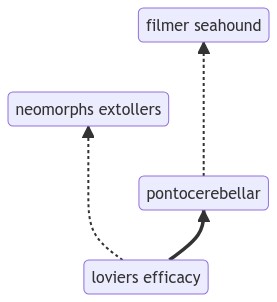 filmer seahound
neomorphs extollers
pontocerebellar
loviers efficacy